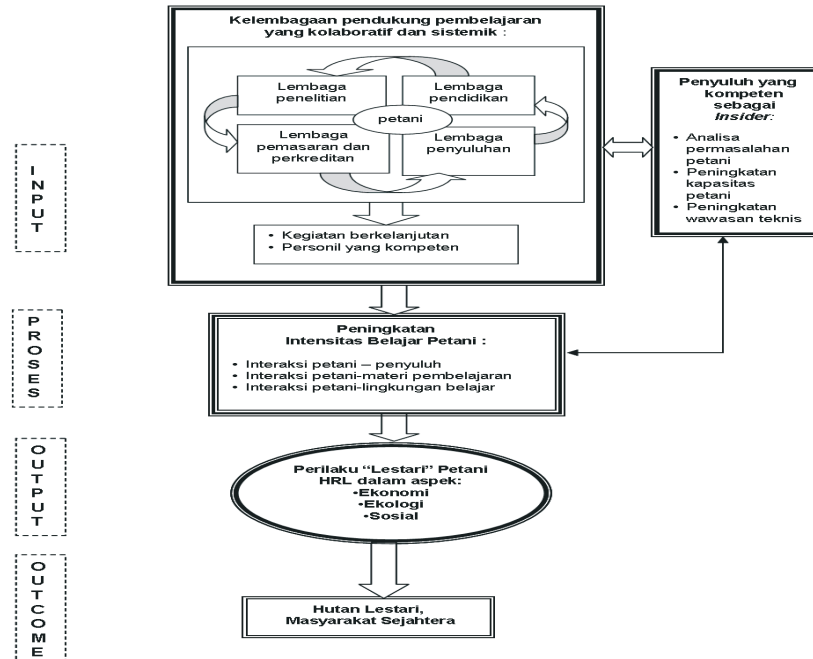 Kelembagaan pendukung pembelajaran
yang kolaboratif dan sistemik :
Lembaga
penelitian
Lembaga
pendidikan
petani
Lembaga
pemasaran dan
perkreditan
Lembaga
penyuluhan
• Kegiatan berkelanjutan
• Personil yang kompeten
Penyuluh yang
kompeten
sebagai
Insider:
• Analisa
permasalahan
petani
• Peningkatan
kapasitas
petani
• Peningkatan
wawasan teknis
I
N
P
U
T
P
R
O
S
E
S
Peningkatan
Intensitas Belajar Petani :
• Interaksi petani – penyuluh
• Interaksi petani-materi pembelajaran
• Interaksi petani-lingkungan belajar
O
U
T
P
U
T
Perilaku “Lestari” Petani
HRL dalam aspek:
•Ekonomi
•Ekologi
•Sosial
O
U
T
C
O
M
E
Hutan Lestari,
Masyarakat Sejahtera